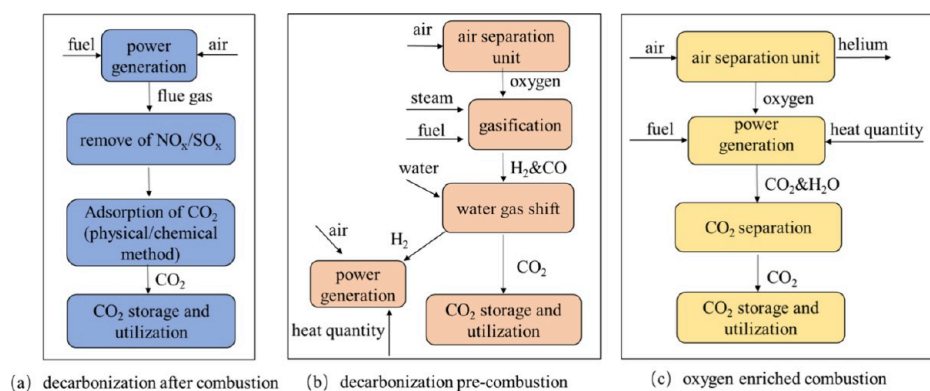 fuel
power
generation
air
flue gas
remove of NOx/SOx
Adsorption of CO2
(physical/chemical
method)
CO2
CO2 storage and
utilization
(a) decarbonization after combustion
air
air separation
unit
oxygen
steam
fuel
gasification
H2&CO
water
water gas shift
air
H2
CO2
power
generation
heat quantity
CO2 storage and
utilization
(b) decarbonization pre-combustion
air
air separation unit
helium
oxygen
fuel
power
generation
heat quantity
CO2&H2O
CO2 separation
CO2
CO2 storage and
utilization
(c) oxygen enriched combustion